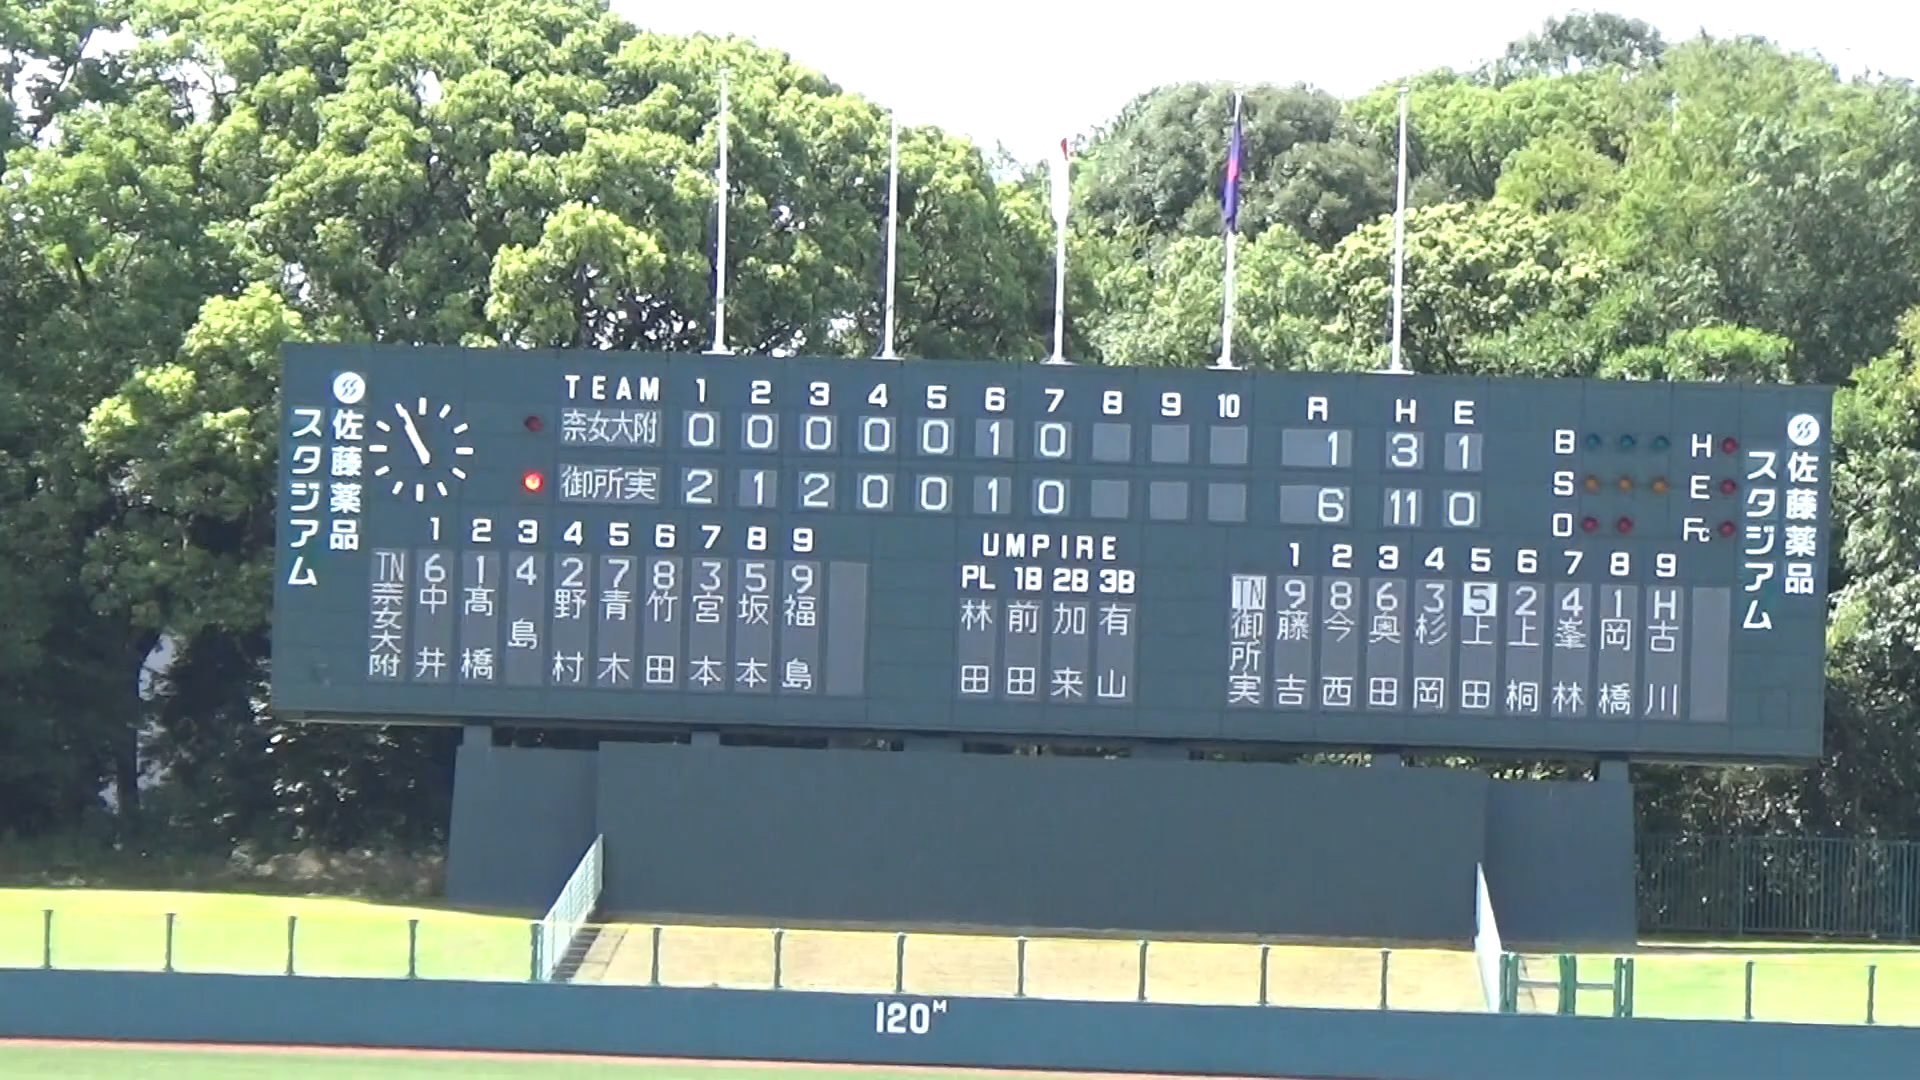 佐藤薬品
スタジアム
TEAM 1 2 3 4 5 6 7 8 9 10 R H E
奈女大附 0 0 0 0 0 1 0 1 3 1
御所実 2 1 2 0 0 1 0 6 11 0
B H
S E
O Fc
佐藤薬品
スタジアム
1 2 3 4 5 6 7 8 9
TN 6 1 4 2 7 8 3 5 9
奈女大附
中井
髙橋
島
野村
青木
竹田
宮本
坂本
福島
UMPIRE
PL 1B 2B 3B
林田
前田
加来
有山
1 2 3 4 5 6 7 8 9
TN 9 8 6 3 5 2 4 1 H
御所実
藤吉
今西
奥田
杉岡
上田
上桐
峯林
岡橋
古川
120M